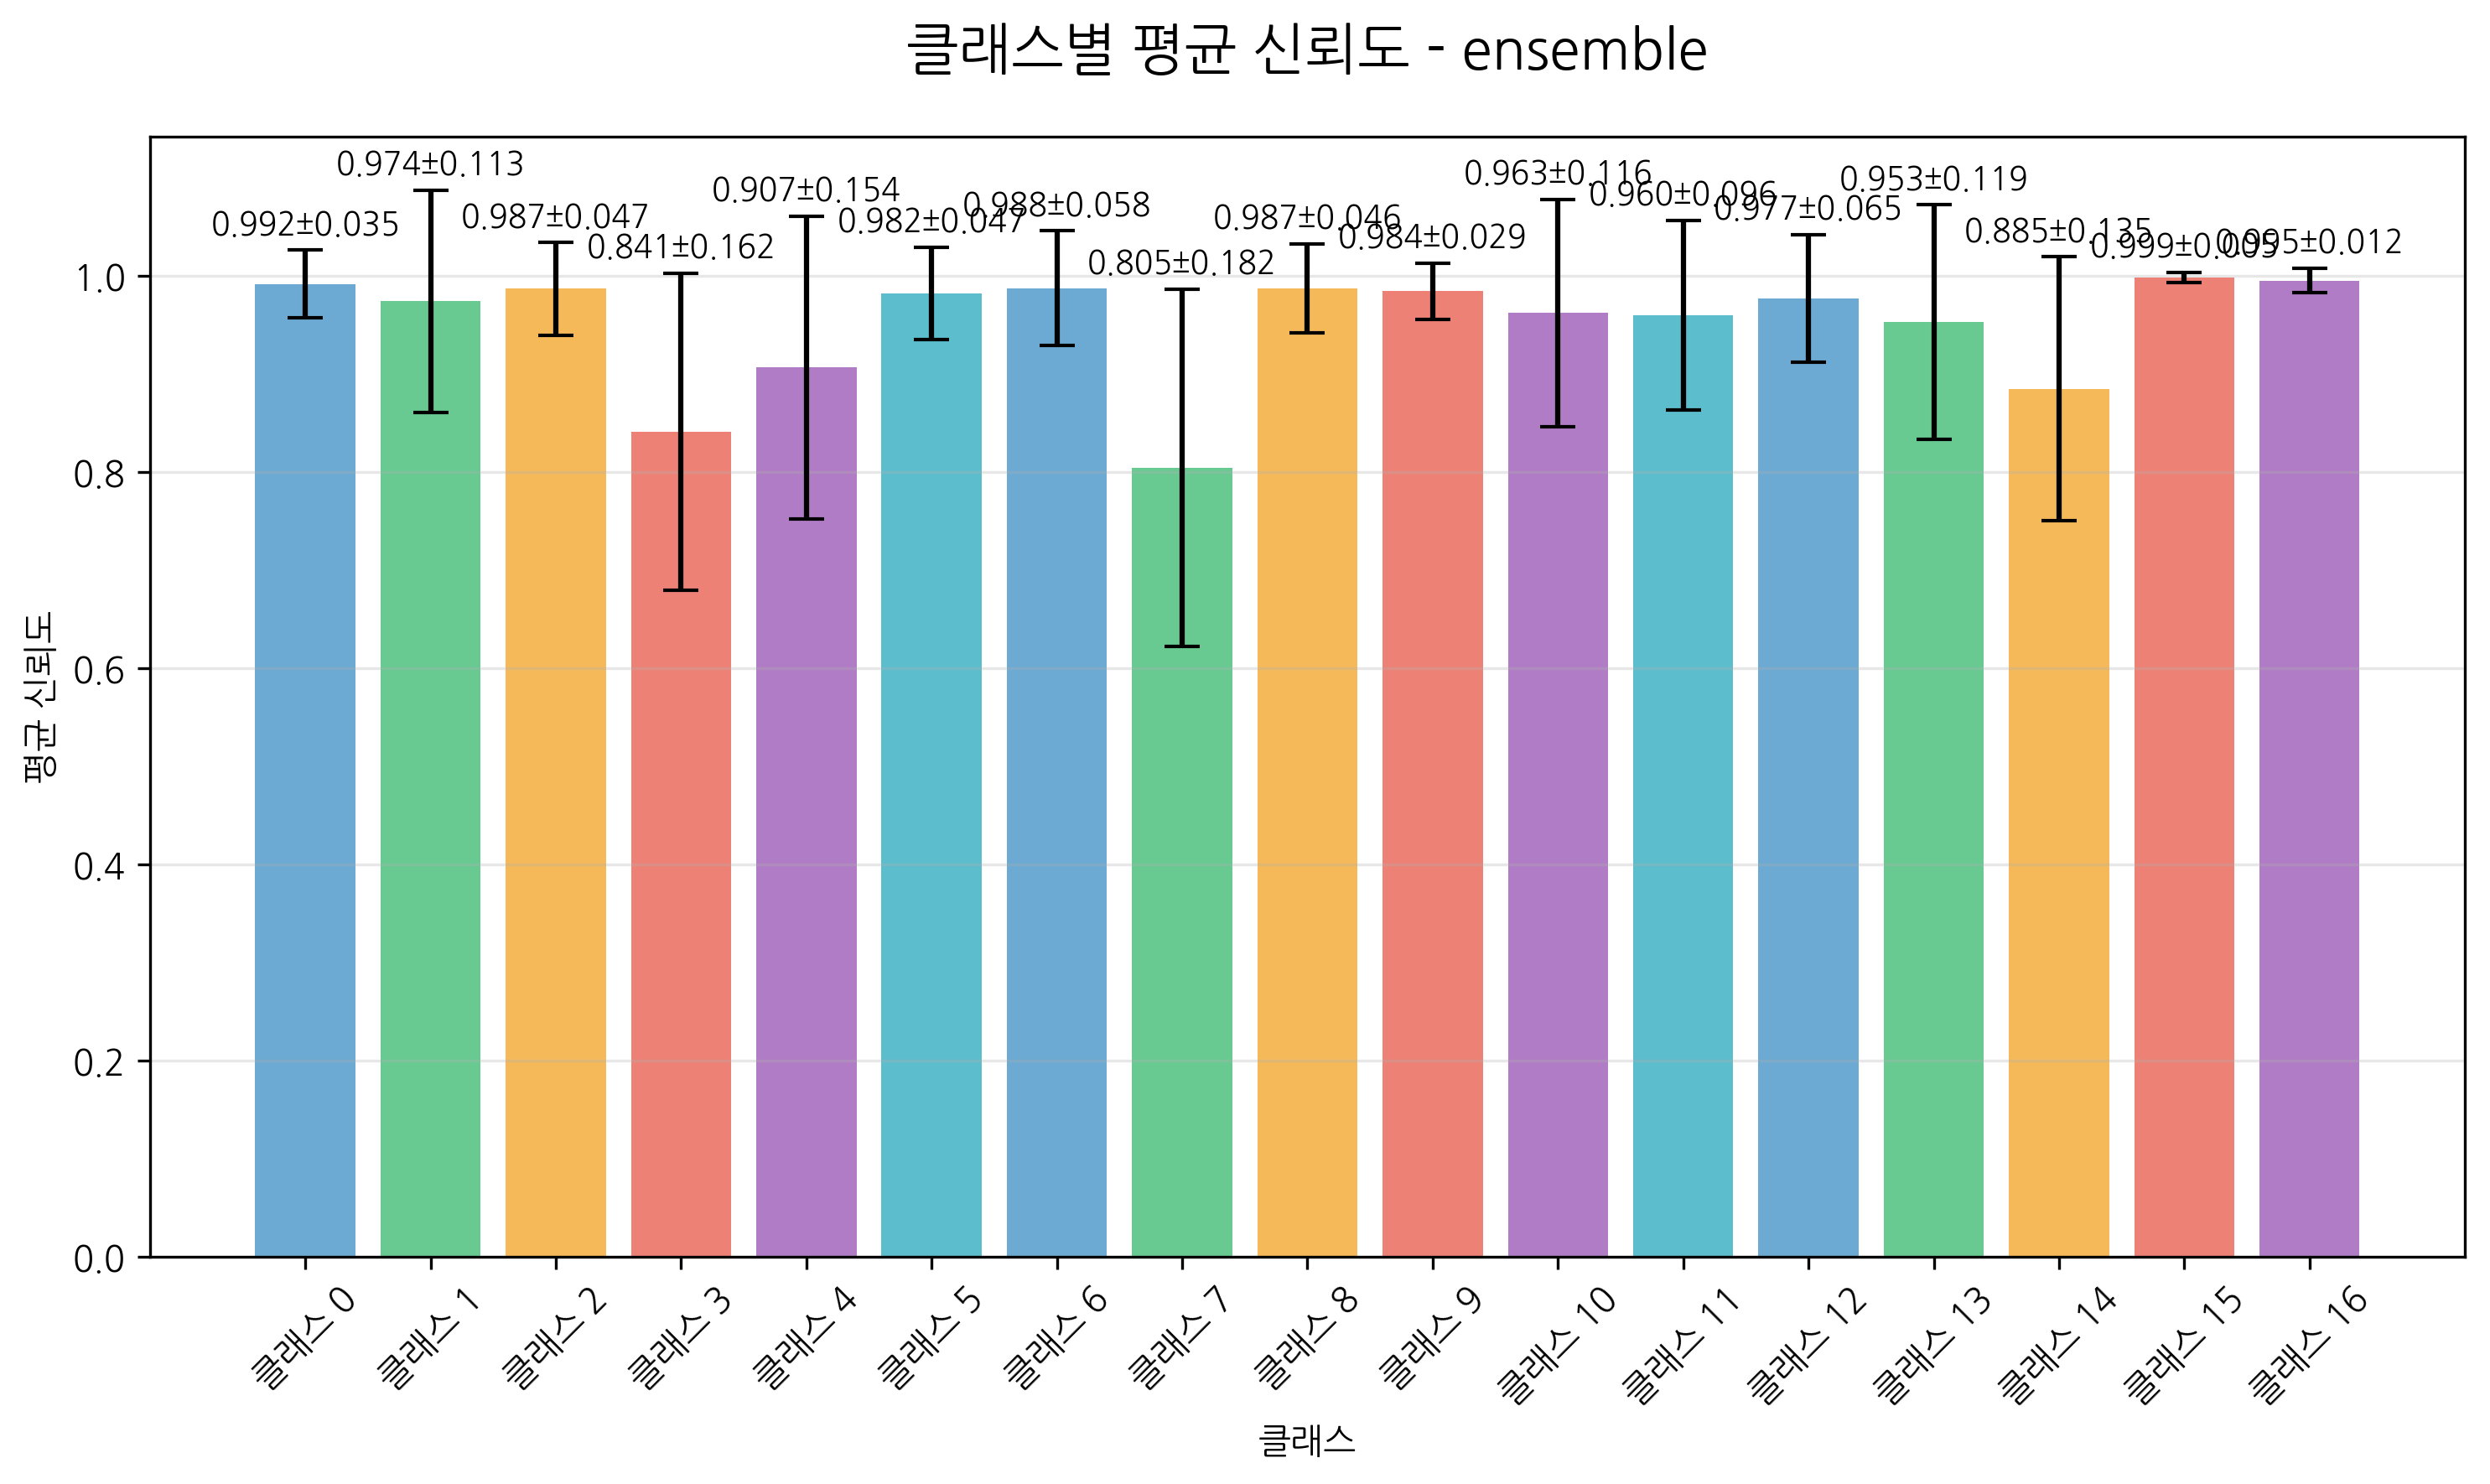 클래스별 평균 신뢰도 - ensemble
0.992±0.035
0.974±0.113
0.987±0.047
0.841±0.162
0.907±0.154
0.982±0.047
0.988±0.058
0.805±0.182
0.987±0.046
0.984±0.029
0.963±0.116
0.960±0.096
0.977±0.065
0.953±0.119
0.885±0.135
0.999±0.005
0.995±0.012
평균 신뢰도
1.0
0.8
0.6
0.4
0.2
0.0
클래스 0
클래스 1
클래스 2
클래스 3
클래스 4
클래스 5
클래스 6
클래스 7
클래스 8
클래스 9
클래스 10
클래스 11
클래스 12
클래스 13
클래스 14
클래스 15
클래스 16
클래스